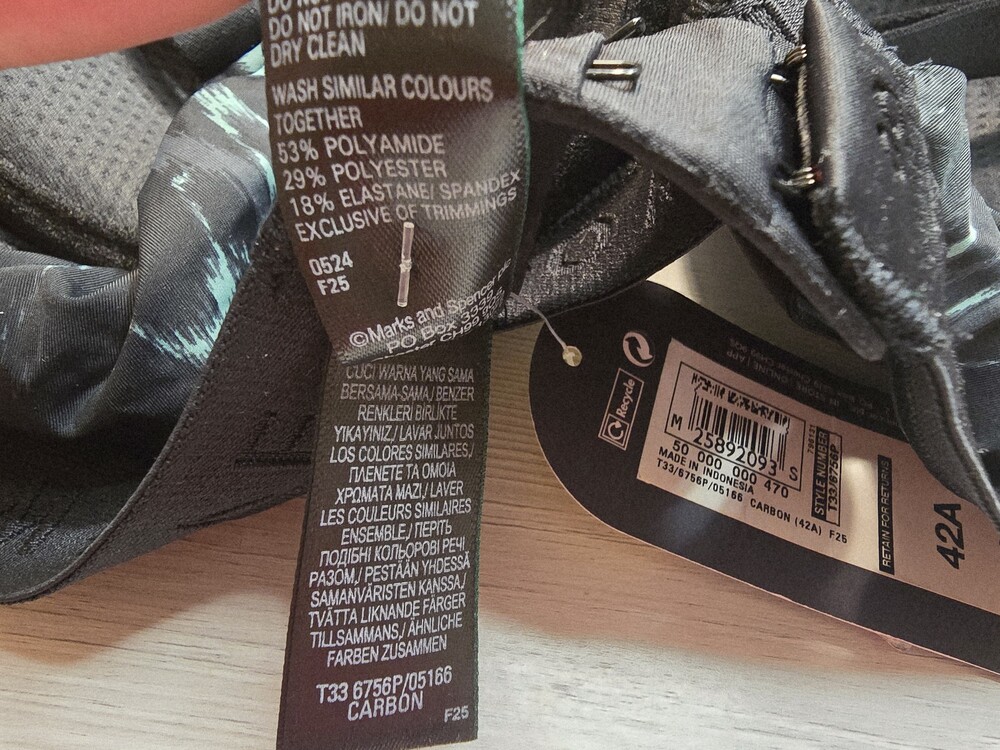 DO NOT IRON/ DO NOT
DRY CLEAN
WASH SIMILAR COLOURS
TOGETHER
53% POLYAMIDE
29% POLYESTER
18% ELASTANE/ SPANDEX
EXCLUSIVE OF TRIMMINGS
0524
F25
©Marks and Spencer
PO Box
CUCI WARNA YANG SAMA
BERSAMA-SAMA./ BENZER
RENKLERİ BİRLİKTE
YIKAYINIZ./ LAVAR JUNTOS
LOS COLORES SIMILARES./
ΠΛΕΝΕΤΕ ΤΑ ΟΜΟΙΑ
ΧΡΩΜΑΤΑ ΜΑΖΙ./ LAVER
LES COULEURS SIMILAIRES
ENSEMBLE./ ПЕРІТЬ
ПОДІБНІ КОЛЬОРОВІ РЕЧІ
РАЗОМ./ PESTÄÄN YHDESSÄ
SAMANVÄRISTEN KANSSA./
TVÄTTA LIKNANDE FÄRGER
TILLSAMMANS./ ÄHNLICHE
FARBEN ZUSAMMEN
T33 6756P/05166
CARBON
F25
Recycle
M 25892093 S
50 000 000 470
MADE IN INDONESIA
T33/6756P/05166 CARBON (42A) F25
STYLE NUMBER
T33/6756P
RETAIN FOR RETURNS
42A